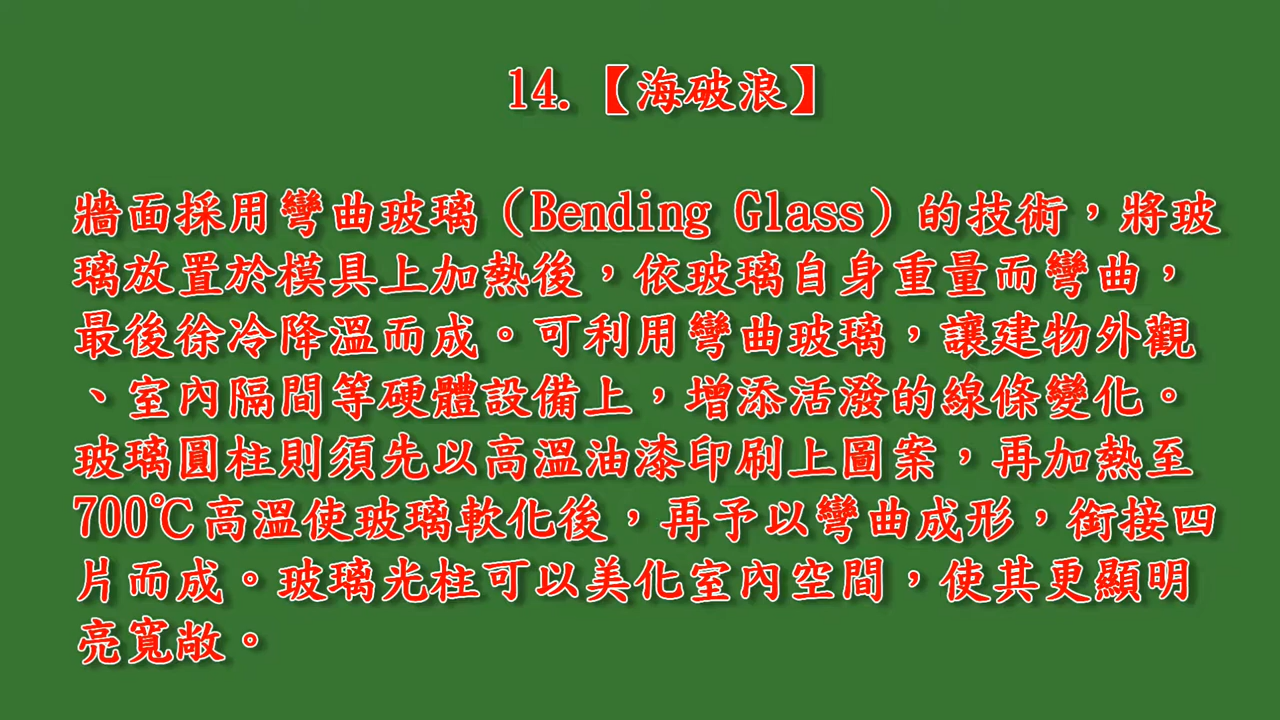 14.【海破浪】
牆面採用彎曲玻璃（Bending Glass）的技術，將玻
璃放置於模具上加熱後，依玻璃自身重量而彎曲，
最後徐冷降溫而成。可利用彎曲玻璃，讓建物外觀
、室內隔間等硬體設備上，增添活潑的線條變化。
玻璃圓柱則須先以高溫油漆印刷上圖案，再加熱至
700℃高溫使玻璃軟化後，再予以彎曲成形，銜接四
片而成。玻璃光柱可以美化室內空間，使其更顯明
亮寬敞。